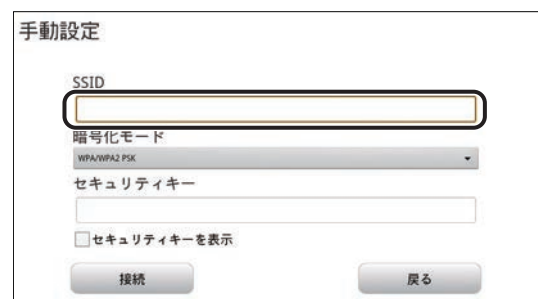 手動設定
SSID
暗号化モード
WPA/WPA2 PSK
セキュリティキー
セキュリティキーを表示
接続 戻る